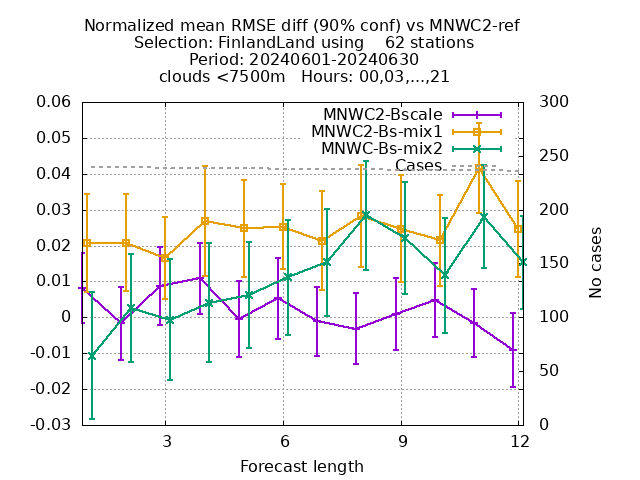 Normalized mean RMSE diff (90% conf) vs MNWC2-ref
Selection: FinlandLand using    62 stations
Period: 20240601-20240630
clouds <7500m   Hours: 00,03,...,21
MNWC2-Bscale
MNWC2-Bs-mix1
MNWC-Bs-mix2
Cases
0.06
0.05
0.04
0.03
0.02
0.01
0
-0.01
-0.02
-0.03
300
250
200
150
100
50
0
No cases
3
6
9
12
Forecast length